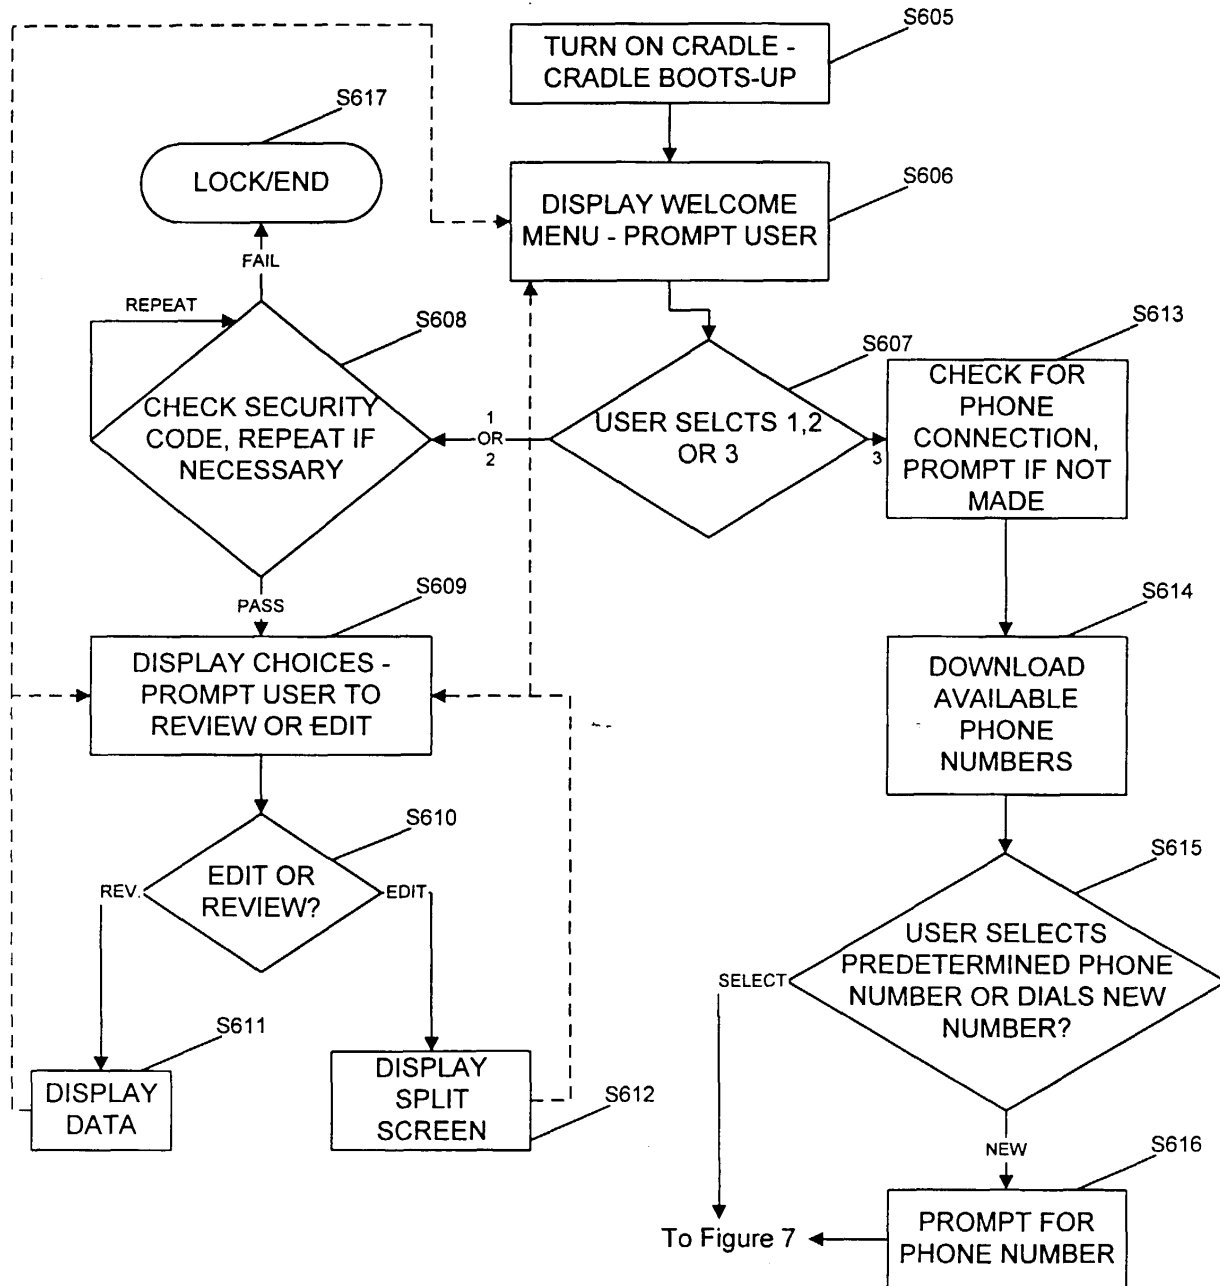 S605
TURN ON CRADLE -
CRADLE BOOTS-UP
S617
LOCK/END
S606
DISPLAY WELCOME
MENU - PROMPT USER
FAIL
REPEAT
S608
CHECK SECURITY
CODE, REPEAT IF
NECESSARY
1
OR
2
S607
USER SELCTS 1,2
OR 3
3
S613
CHECK FOR
PHONE
CONNECTION,
PROMPT IF NOT
MADE
PASS
S609
DISPLAY CHOICES -
PROMPT USER TO
REVIEW OR EDIT
S614
DOWNLOAD
AVAILABLE
PHONE
NUMBERS
S610
EDIT OR
REVIEW?
REV.
EDIT
S615
USER SELECTS
PREDETERMINED PHONE
NUMBER OR DIALS NEW
NUMBER?
SELECT
S611
DISPLAY
DATA
DISPLAY
SPLIT
SCREEN
S612
NEW
S616
PROMPT FOR
PHONE NUMBER
To Figure 7